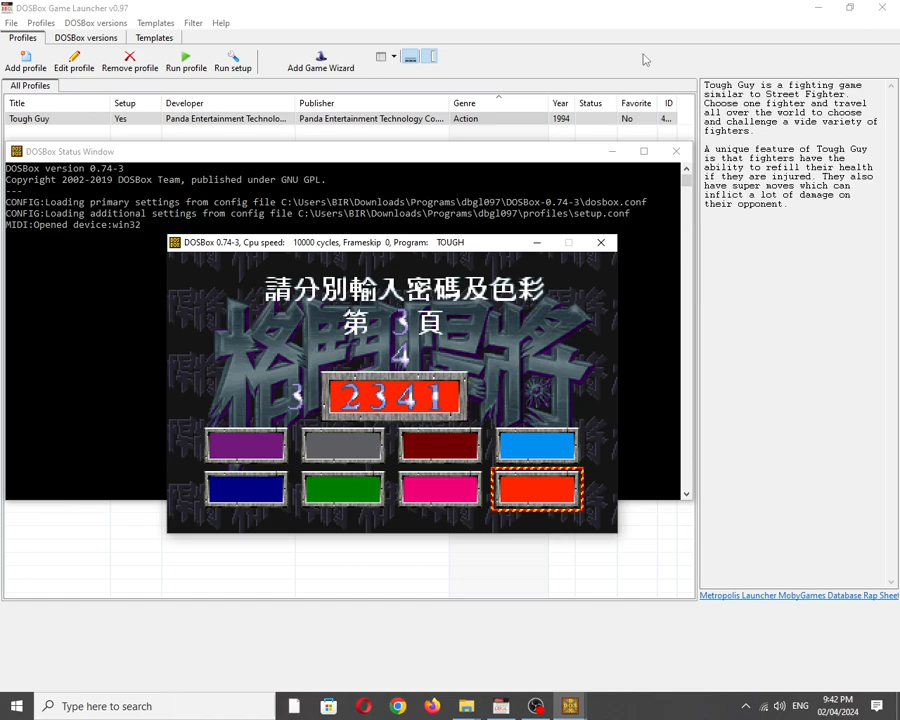 DOSBox Game Launcher v0.97
File Profiles DOSBox versions Templates Filter Help
Profiles DOSBox versions Templates
Add profile Edit profile Remove profile Run profile Run setup Add Game Wizard
All Profiles
Title Setup Developer Publisher Genre Year Status Favorite ID
Tough Guy Yes Panda Entertainment Technolo... Panda Entertainment Technology Co.... Action 1994 No 4...
Tough Guy is a fighting game
similar to Street Fighter.
Choose one fighter and travel
all over the world to choose
and challenge a wide variety of
fighters.
A unique feature of Tough Guy
is that fighters have the
ability to refill their health
if they are injured. They also
have super moves which can
inflict a lot of damage on
their opponent.
Metropolis Launcher MobyGames Database Rap Shee
DOSBox Status Window
DOSBox version 0.74-3
Copyright 2002-2019 DOSBox Team, published under GNU GPL.
---
CONFIG:Loading primary settings from config file C:\Users\BIR\Downloads\Programs\dbgl097\DOSBox-0.74-3\dosbox.conf
CONFIG:Loading additional settings from config file C:\Users\BIR\Downloads\Programs\dbgl097\profiles\setup.conf
MIDI:Opened device:win32
DOSBox 0.74-3, Cpu speed: 10000 cycles, Frameskip 0, Program: TOUGH
請分別輸入密碼及色彩
第 3 頁
4
3 2341
格鬥悍將
Type here to search
ENG
9:42 PM
02/04/2024